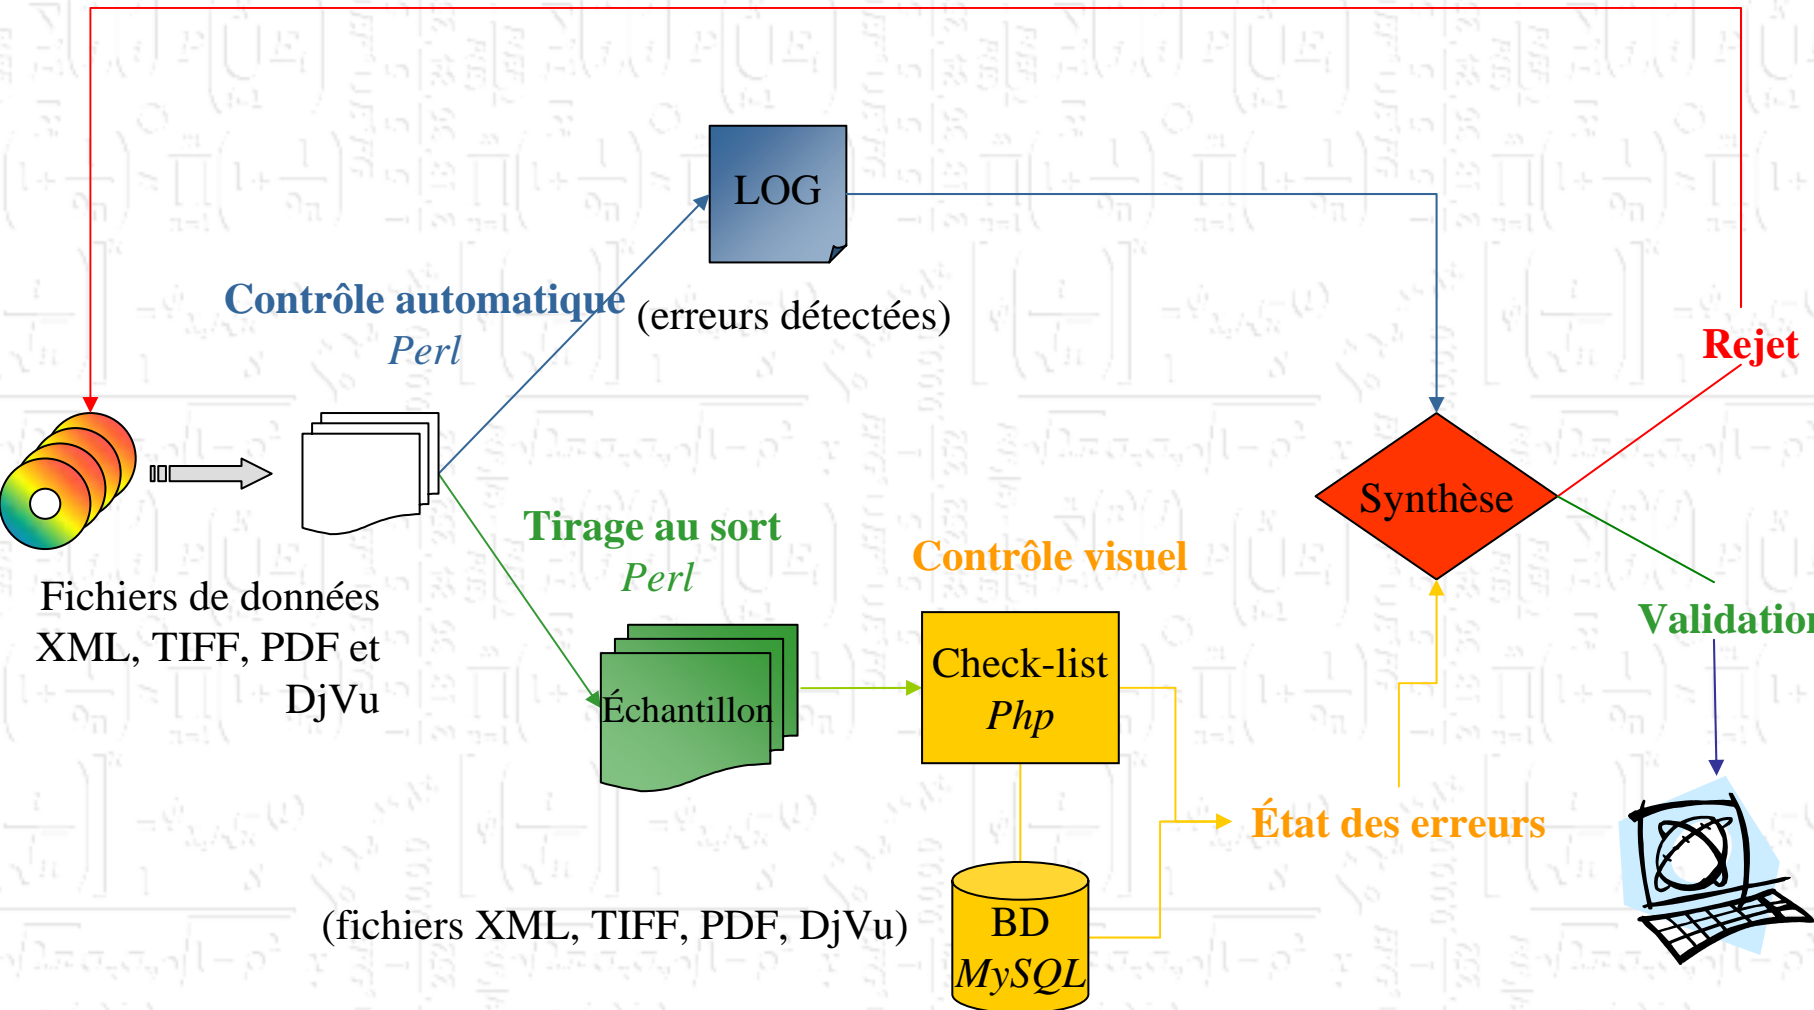 LOG
Contrôle automatique
Perl
(erreurs détectées)
Rejet
Synthèse
Tirage au sort
Perl
Contrôle visuel
Fichiers de données
XML, TIFF, PDF et
DjVu
Validation
Échantillon
Check-list
Php
État des erreurs
(fichiers XML, TIFF, PDF, DjVu)
BD
MySQL